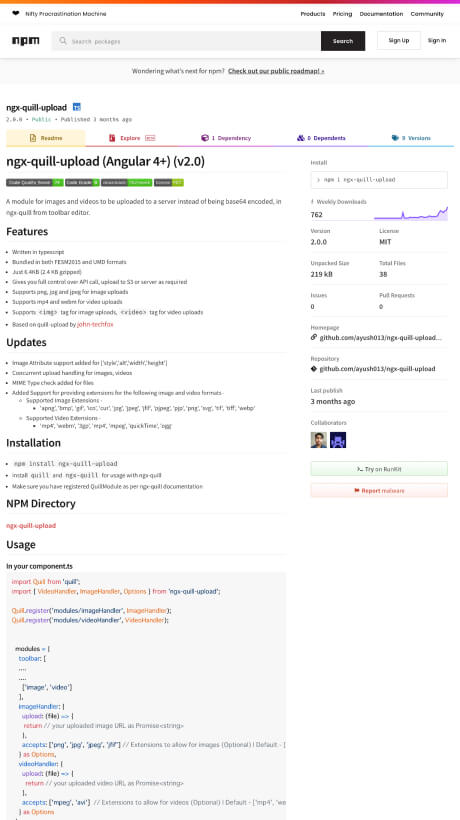 ❤ Nifty Procrastination Machine
Products Pricing Documentation Community
npm
Search packages
Search
Sign Up
Sign In
Wondering what's next for npm? Check out our public roadmap! »
ngx-quill-upload TS
2.0.0 • Public • Published 3 months ago
Readme
Explore BETA
1 Dependency
0 Dependents
9 Versions
ngx-quill-upload (Angular 4+) (v2.0)
A module for images and videos to be uploaded to a server instead of being base64 encoded, in
ngx-quill from toolbar editor.
Features
Written in typescript
Bundled in both FESM2015 and UMD formats
Just 6.4KB (2.4 KB gzipped)
Gives you full control over API call, upload to S3 or server as required
Supports png, jpg and jpeg for image uploads
Supports mp4 and webm for video uploads
Supports <img> tag for image uploads, <video> tag for video uploads
Based on quill-upload by john-techfox
Updates
Image Attribute support added for ['style','alt','width','height']
Cocurrent upload handling for images, videos
MIME Type check added for files
Added Support for providing extensions for the following image and video formats -
Supported Image Extensions -
'apng','bmp','gif','ico','cur','jpg','jpeg','jfif','pjpeg','pjp','png','svg','tif','tiff','webp'
Supported Video Extensions -
'mp4','webm','3gp','mp4','mpeg','quickTime','ogg'
Installation
npm install ngx-quill-upload
install quill and ngx-quill for usage with ngx-quill
Make sure you have registered QuillModule as per ngx-quill documentation
NPM Directory
ngx-quill-upload
Usage
In your component.ts
import Quill from 'quill';
import { VideoHandler, ImageHandler, Options } from 'ngx-quill-upload';
Quill.register('modules/imageHandler', ImageHandler);
Quill.register('modules/videoHandler', VideoHandler);
modules = {
toolbar: [
....
....
['image', 'video']
],
imageHandler: {
upload: (file) => {
return // your uploaded image URL as Promise<string>
},
accepts: ['png', 'jpg', 'jpeg', 'jfif'] // Extensions to allow for images (Optional) | Default - [
} as Options,
videoHandler: {
upload: (file) => {
return // your uploaded video URL as Promise<string>
},
accepts: ['mpeg', 'avi'] // Extensions to allow for videos (Optional) | Default - ['mp4', 'we
} as Options
Install
> npm i ngx-quill-upload
Weekly Downloads
762
Version
2.0.0
License
MIT
Unpacked Size
219 kB
Total Files
38
Issues
0
Pull Requests
0
Homepage
github.com/ayush013/ngx-quill-upload...
Repository
github.com/ayush013/ngx-quill-upload
Last publish
3 months ago
Collaborators
Try on RunKit
Report malware